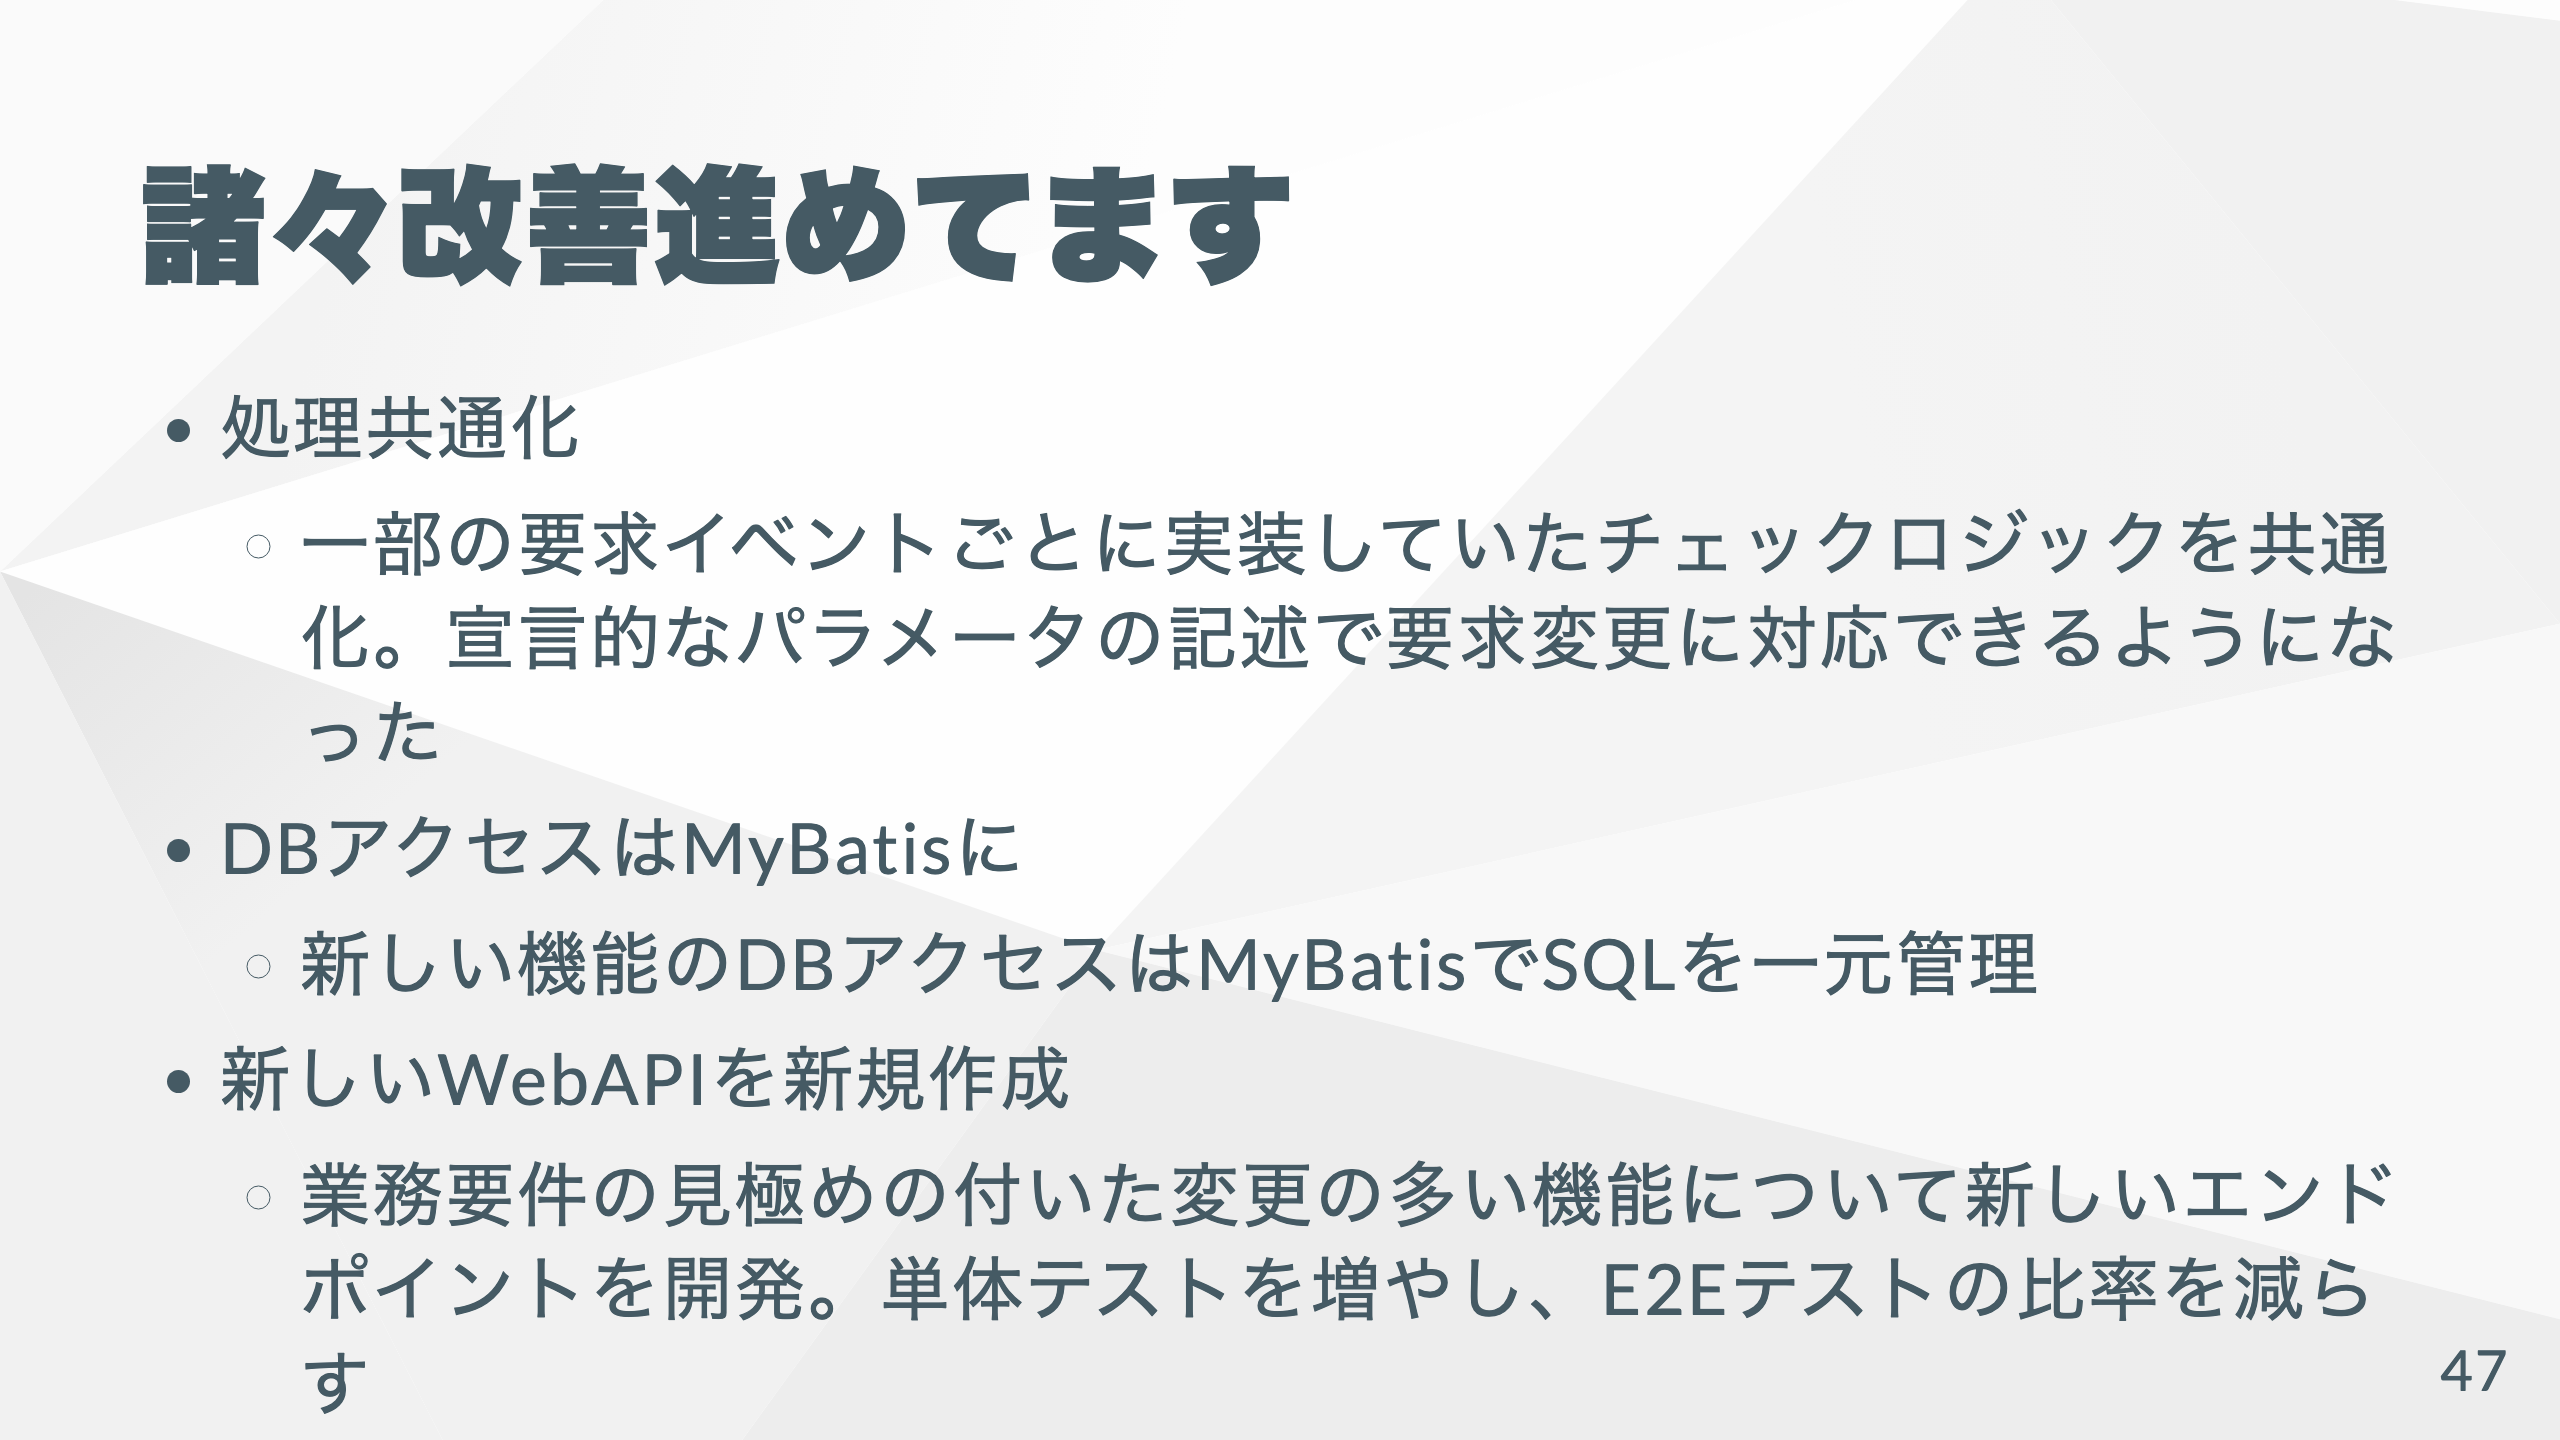 諸々改善進めてます
• 処理共通化
○ 一部の要求イベントごとに実装していたチェックロジックを共通
化。宣言的なパラメータの記述で要求変更に対応できるようにな
った
• DBアクセスはMyBatisに
○ 新しい機能のDBアクセスはMyBatisでSQLを一元管理
• 新しいWebAPIを新規作成
○ 業務要件の見極めの付いた変更の多い機能について新しいエンド
ポイントを開発。単体テストを増やし、E2Eテストの比率を減ら
す
47